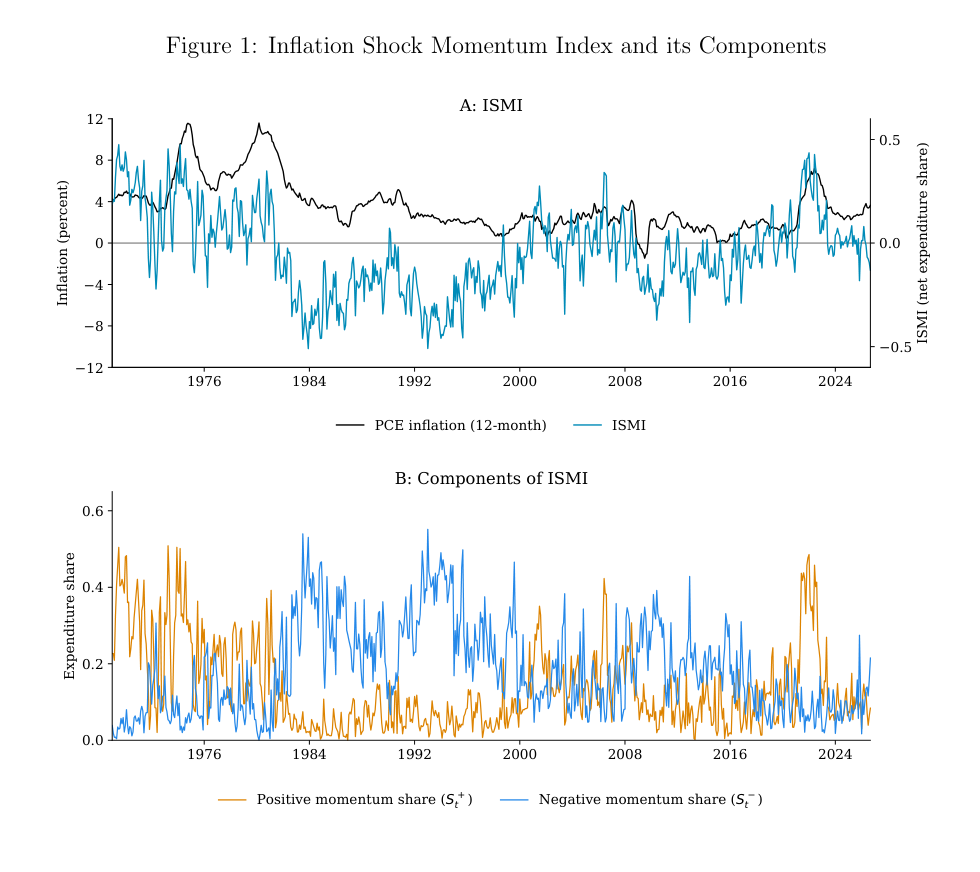 Figure 1: Inflation Shock Momentum Index and its Components
A: ISMI
12
8
4
0
−4
−8
−12
Inflation (percent)
0.5
0.0
−0.5
ISMI (net expenditure share)
1976 1984 1992 2000 2008 2016 2024
PCE inflation (12-month) ISMI
B: Components of ISMI
0.6
0.4
0.2
0.0
Expenditure share
1976 1984 1992 2000 2008 2016 2024
Positive momentum share (S_t^+) Negative momentum share (S_t^−)